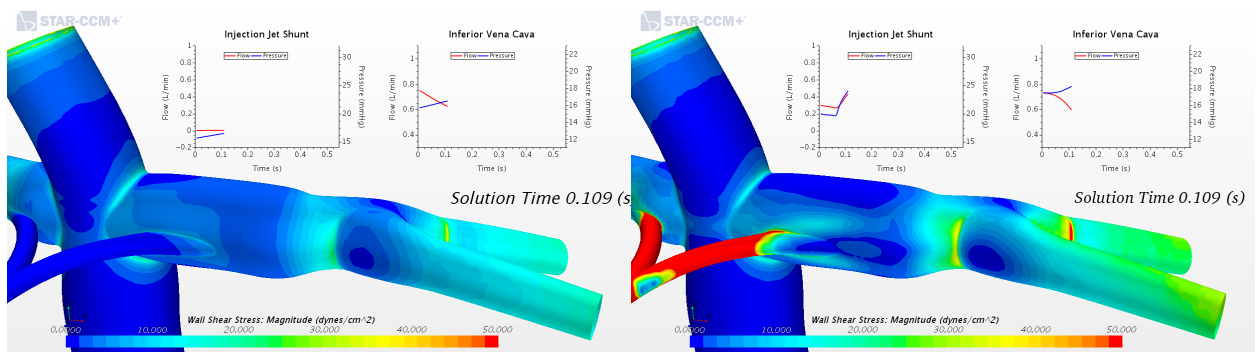 STAR-CCM+
Injection Jet Shunt
Flow Pressure
Flow (L/min)
1
0.8
0.6
0.4
0.2
0
-0.2
Pressure (mmHg)
30
25
20
15
0 0.1 0.2 0.3 0.4 0.5
Time (s)
Inferior Vena Cava
Flow Pressure
Flow (L/min)
1
0.8
0.6
0.4
Pressure (mmHg)
22
20
18
16
14
12
0 0.1 0.2 0.3 0.4 0.5
Time (s)
Solution Time 0.109 (s
Wall Shear Stress: Magnitude (dynes/cm^2)
0.0000 10.000 20.000 30.000 40.000 50.000
STAR-CCM+
Injection Jet Shunt
Flow Pressure
Flow (L/min)
1
0.8
0.6
0.4
0.2
0
-0.2
Pressure (mmHg)
30
25
20
15
0 0.1 0.2 0.3 0.4 0.5
Time (s)
Inferior Vena Cava
Flow Pressure
Flow (L/min)
1
0.8
0.6
0.4
Pressure (mmHg)
22
20
18
16
14
12
0 0.1 0.2 0.3 0.4 0.5
Time (s)
Solution Time 0.109 (s)
Wall Shear Stress: Magnitude (dynes/cm^2)
0.0000 10.000 20.000 30.000 40.000 50.000